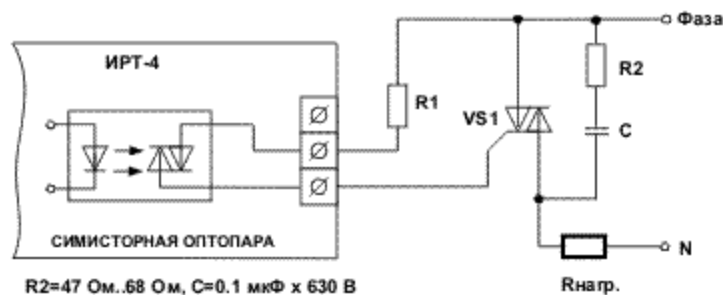 Фаза
ИРТ-4
R1
VS1
R2
C
N
СИМИСТОРНАЯ ОПТОПАРА
R2=47 Ом..68 Ом, C=0.1 мкФ x 630 В
Rнагр.